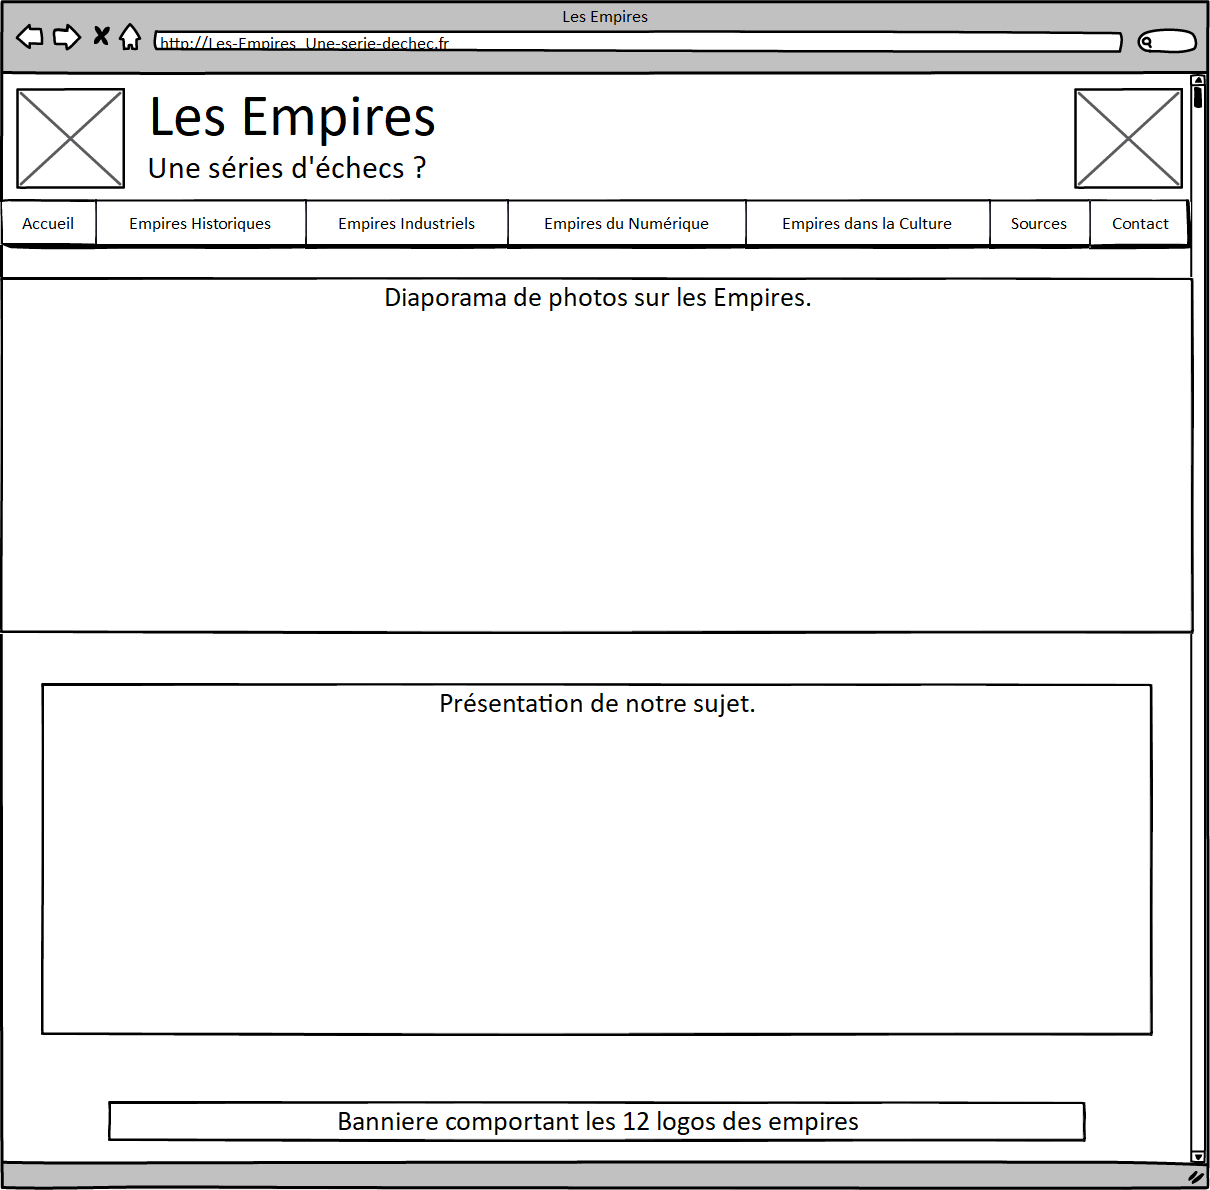 Les Empires
http://Les-Empires_Une-serie-dechec.fr
Les Empires
Une séries d'échecs ?
Accueil Empires Historiques Empires Industriels Empires du Numérique Empires dans la Culture Sources Contact
Diaporama de photos sur les Empires.
Présentation de notre sujet.
Banniere comportant les 12 logos des empires